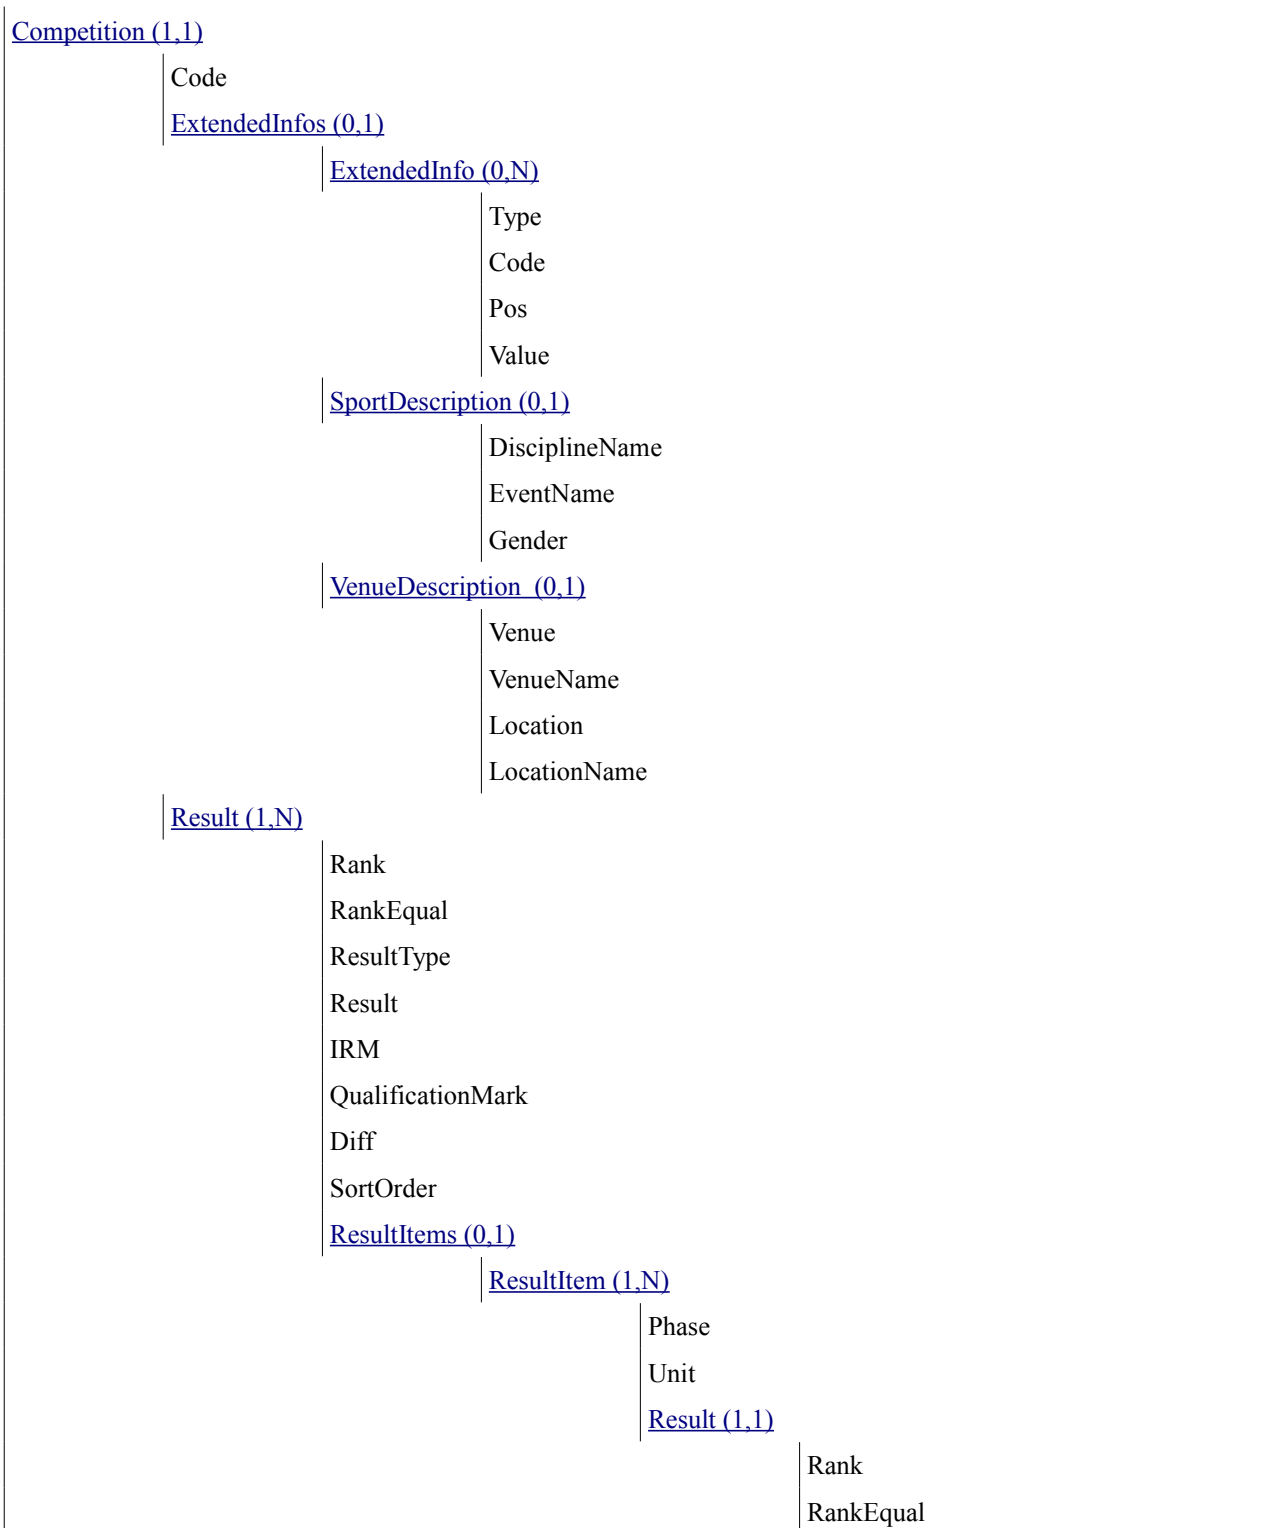 Competition (1,1)
Code
ExtendedInfos (0,1)
ExtendedInfo (0,N)
Type
Code
Pos
Value
SportDescription (0,1)
DisciplineName
EventName
Gender
VenueDescription  (0,1)
Venue
VenueName
Location
LocationName
Result (1,N)
Rank
RankEqual
ResultType
Result
IRM
QualificationMark
Diff
SortOrder
ResultItems (0,1)
ResultItem (1,N)
Phase
Unit
Result (1,1)
Rank
RankEqual